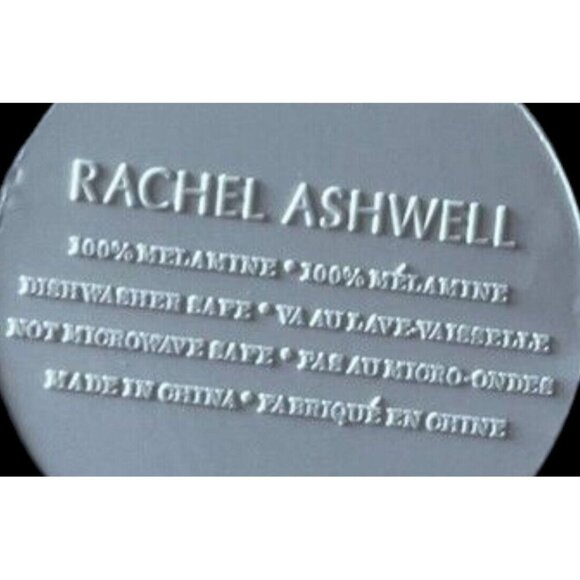 RACHEL ASHWELL
100% MELAMINE • 100% MÉLAMINE
DISHWASHER SAFE • VA AU LAVE-VAISSELLE
NOT MICROWAVE SAFE • PAS AU MICRO-ONDES
MADE IN CHINA • FABRIQUÉ EN CHINE